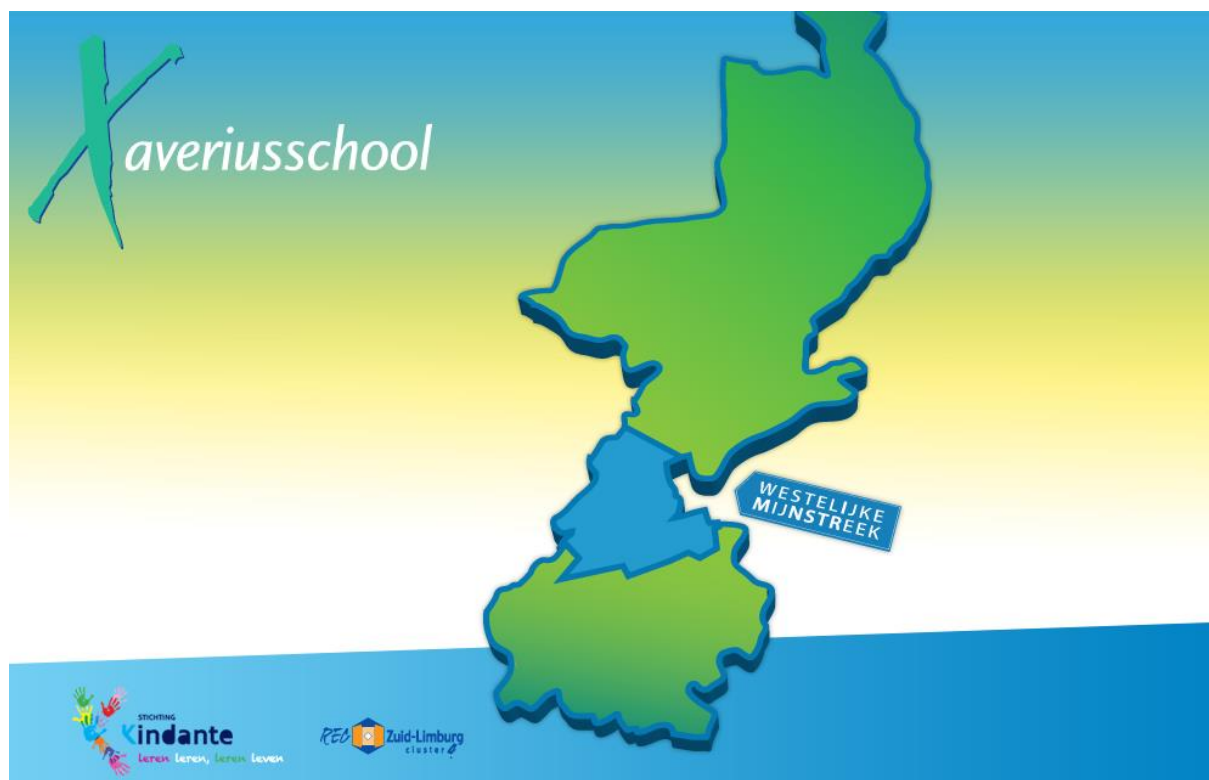 Xaveriusschool
WESTELIJKE
MIJNSTREEK
STICHTING
Kindante
leren leren, leren leven
REC Zuid-Limburg
cluster 4